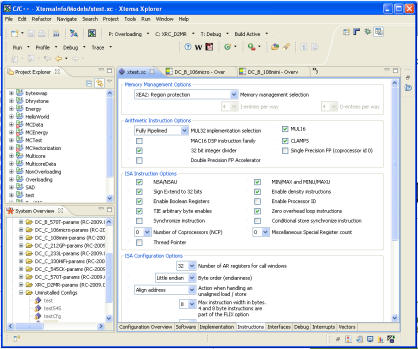 C/C++ - XtensaInfo/Models/xtest.xc - Xtensa Xplorer
File Edit Refactor Navigate Search Project Tools Run Window Help
P: Overloading C: XRC_D2MR T: Debug Build Active
Run Profile Debug Trace
Project Explorer
byteswap
Dhrystone
Energy
HelloWorld
MCData
MCEnergy
MCTest
MCVectorization
Multicore
MulticoreData
NonOverloading
Overloading
SAD
test
System Overview
DC_B_570T-params (RC-2009.
DC_C_106micro-params (RC-200
DC_C_108mini-params (RC-2009
DC_C_212GP-params (RC-2009.
DC_C_233L-params (RC-2009.
DC_C_330HiFi-params (RC-2009
DC_C_545CK-params (RC-2009.
DC_C_570T-params (RC-2009.
XRC_D2MR-params (RC-2009.
Uninstalled Configs
test
test545
testCfg
xtest.xc
DC_B_106micro - Over
DC_B_108mini - Overv
Memory Management Options
XEA2: Region protection
Memory management selection
4 I-entries per way
4 D-entries per way
Arithmetic Instruction Options
Fully Pipelined MUL32 implementation selection
MUL16
MAC16 DSP instruction family
CLAMPS
32 bit integer divider
Single Precision FP (coprocessor id 0)
Double Precision FP Accelerator
ISA Instruction Options
NSA/NSAU
MIN/MAX and MINU/MAXU
Sign Extend to 32 bits
Enable density instructions
Enable Boolean Registers
Enable Processor ID
TIE arbitrary byte enables
Zero overhead loop instructions
Synchronize instruction
Conditional store synchronize instruction
0 Number of Coprocessors (NCP)
0 Miscellaneous Special Register count
Thread Pointer
ISA Configuration Options
32 Number of AR registers for call windows
Little endian Byte order (endianness)
Align address Action when handling an
unaligned load / store
8 Max instruction width in bytes.
4 and 8 byte instructions are
part of the FLIX option
Configuration Overview Software Implementation Instructions Interfaces Debug Interrupts Vectors